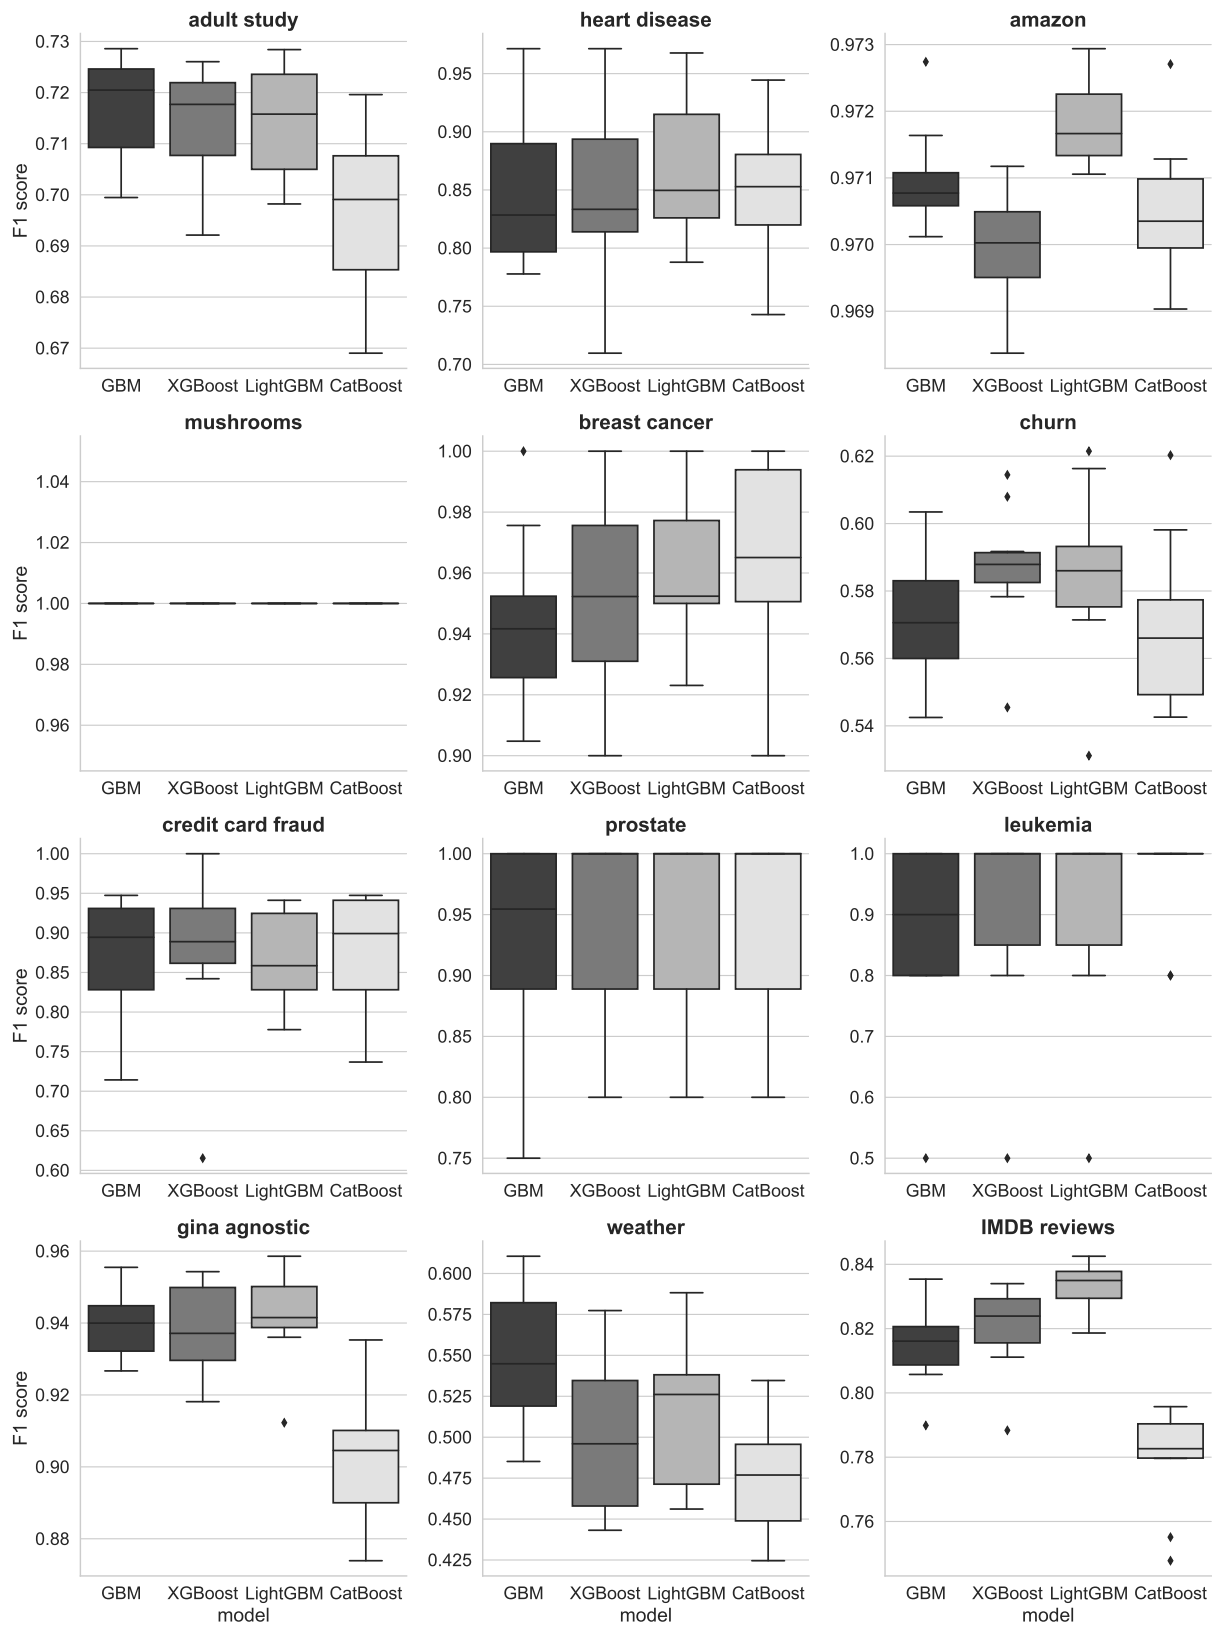 adult study
heart disease
amazon
0.73
0.72
0.71
0.70
0.69
0.68
0.67
F1 score
GBM XGBoost LightGBM CatBoost
0.95
0.90
0.85
0.80
0.75
0.70
GBM XGBoost LightGBM CatBoost
0.973
0.972
0.971
0.970
0.969
GBM XGBoost LightGBM CatBoost
mushrooms
breast cancer
churn
1.04
1.02
1.00
0.98
0.96
F1 score
GBM XGBoost LightGBM CatBoost
1.00
0.98
0.96
0.94
0.92
0.90
GBM XGBoost LightGBM CatBoost
0.62
0.60
0.58
0.56
0.54
GBM XGBoost LightGBM CatBoost
credit card fraud
prostate
leukemia
1.00
0.95
0.90
0.85
0.80
0.75
0.70
0.65
0.60
F1 score
GBM XGBoost LightGBM CatBoost
1.00
0.95
0.90
0.85
0.80
0.75
GBM XGBoost LightGBM CatBoost
1.0
0.9
0.8
0.7
0.6
0.5
GBM XGBoost LightGBM CatBoost
gina agnostic
weather
IMDB reviews
0.96
0.94
0.92
0.90
0.88
F1 score
GBM XGBoost LightGBM CatBoost
model
0.600
0.575
0.550
0.525
0.500
0.475
0.450
0.425
GBM XGBoost LightGBM CatBoost
model
0.84
0.82
0.80
0.78
0.76
GBM XGBoost LightGBM CatBoost
model